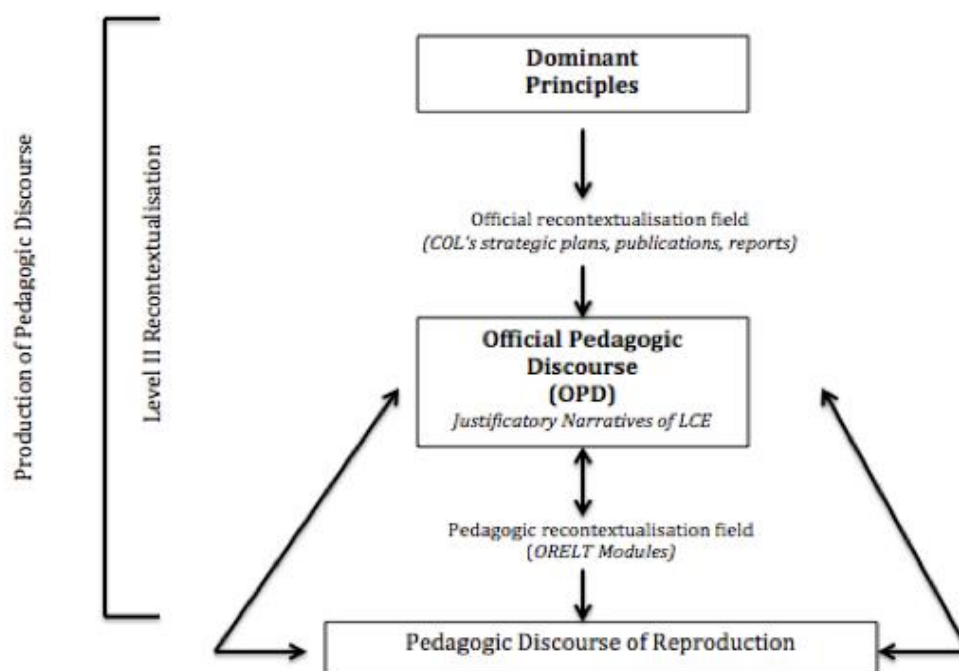 Production of Pedagogic Discourse
Level II Recontextualisation
Dominant
Principles
Official recontextualisation field
(COL's strategic plans, publications, reports)
Official Pedagogic
Discourse
(OPD)
Justificatory Narratives of LCE
Pedagogic recontextualisation field
(ORELT Modules)
Pedagogic Discourse of Reproduction